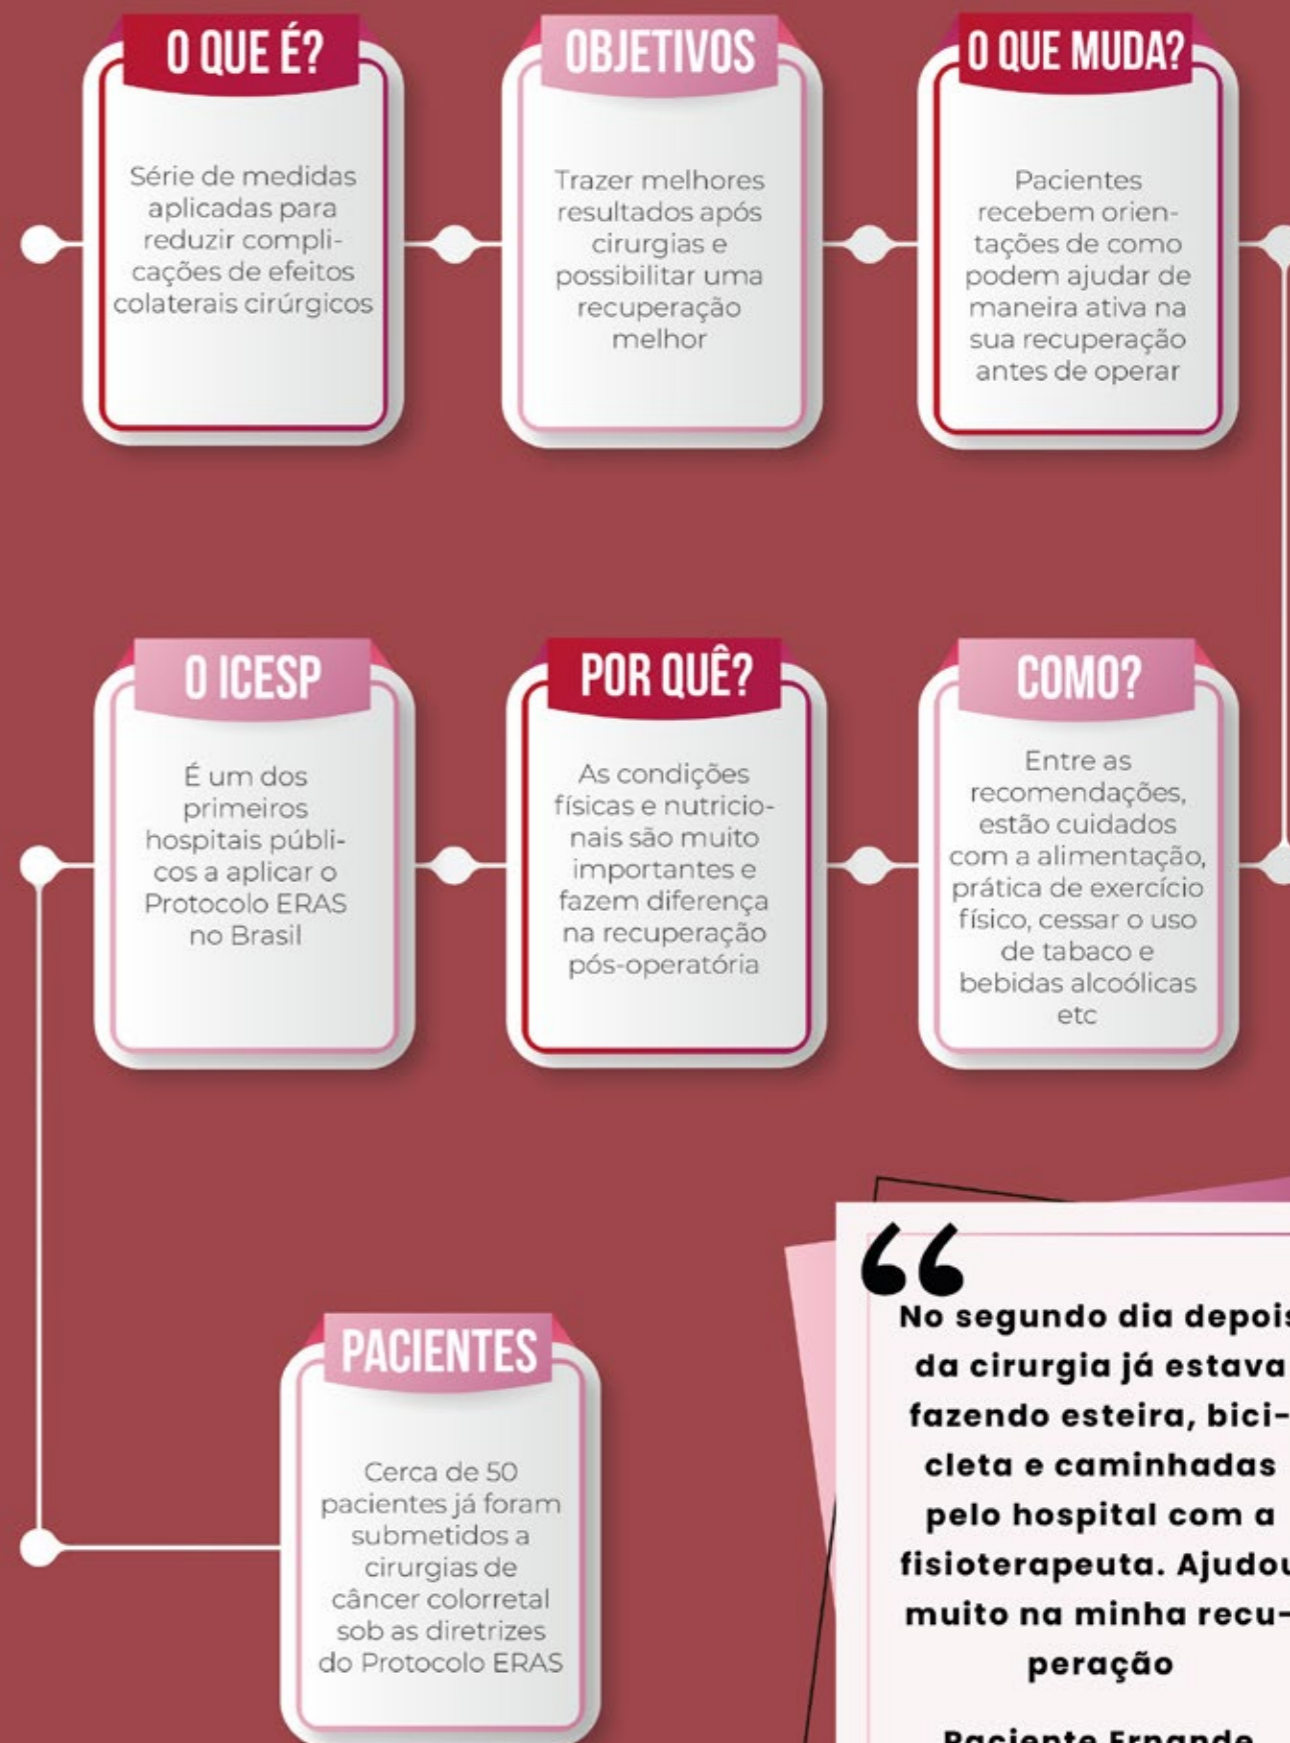 O QUE É?
Série de medidas
aplicadas para
reduzir compli-
cações de efeitos
colaterais cirúrgicos
OBJETIVOS
Trazer melhores
resultados após
cirurgias e
possibilitar uma
recuperação
melhor
O QUE MUDA?
Pacientes
recebem orien-
tações de como
podem ajudar de
maneira ativa na
sua recuperação
antes de operar
COMO?
Entre as
recomendações,
estão cuidados
com a alimentação,
prática de exercício
físico, cessar o uso
de tabaco e
bebidas alcoólicas
etc
POR QUÊ?
As condições
físicas e nutricio-
nais são muito
importantes e
fazem diferença
na recuperação
pós-operatória
O ICESP
É um dos
primeiros
hospitais públi-
cos a aplicar o
Protocolo ERAS
no Brasil
PACIENTES
Cerca de 50
pacientes já foram
submetidos a
cirurgias de
câncer colorretal
sob as diretrizes
do Protocolo ERAS
“
No segundo dia depois
da cirurgia já estava
fazendo esteira, bici-
cleta e caminhadas
pelo hospital com a
fisioterapeuta. Ajudou
muito na minha recu-
peração
Paciente Ernande